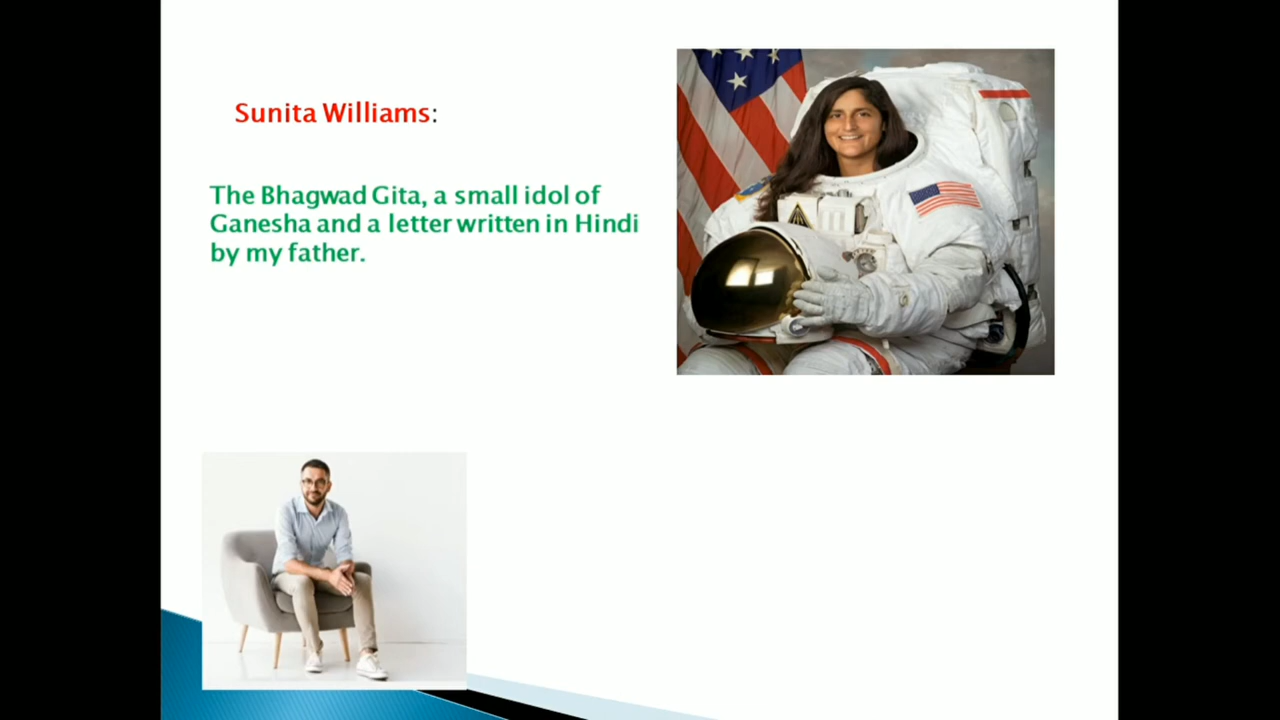 Sunita Williams:
The Bhagwad Gita, a small idol of
Ganesha and a letter written in Hindi
by my father.